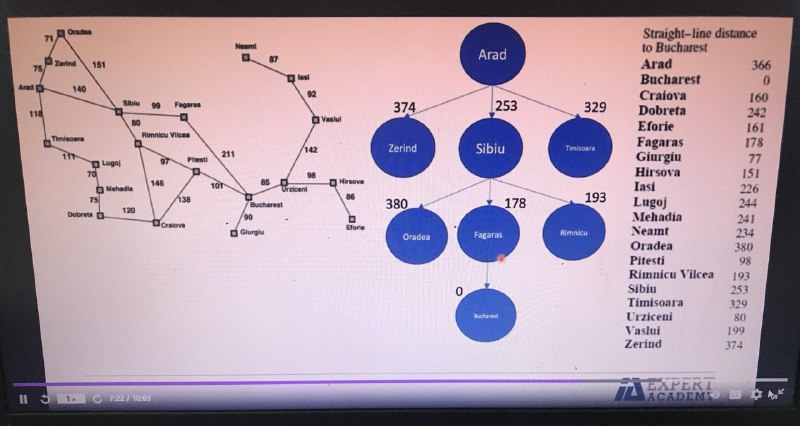 Oradea
71
Zerind
151
75
Arad
140
118
Sibiu
99
Fagaras
80
Rimnicu Vilcea
Timisoara
111
Lugoj
70
Mehadia
75
Dobreta
120
Craiova
146
97
Pitesti
138
101
211
Bucharest
90
Giurgiu
85
Urziceni
98
Hirsova
86
Eforie
142
Vaslui
92
Iasi
87
Neamt
Arad
374
253
329
Zerind
Sibiu
Timisoara
380
178
193
Oradea
Fagaras
Rimnicu
0
Bucharest
Straight-line distance
to Bucharest
Arad 366
Bucharest 0
Craiova 160
Dobreta 242
Eforie 161
Fagaras 178
Giurgiu 77
Hirsova 151
Iasi 226
Lugoj 244
Mehadia 241
Neamt 234
Oradea 380
Pitesti 98
Rimnicu Vilcea 193
Sibiu 253
Timisoara 329
Urziceni 80
Vaslui 199
Zerind 374
EXPERT
ACADEMY
1x
7:22 / 10:03